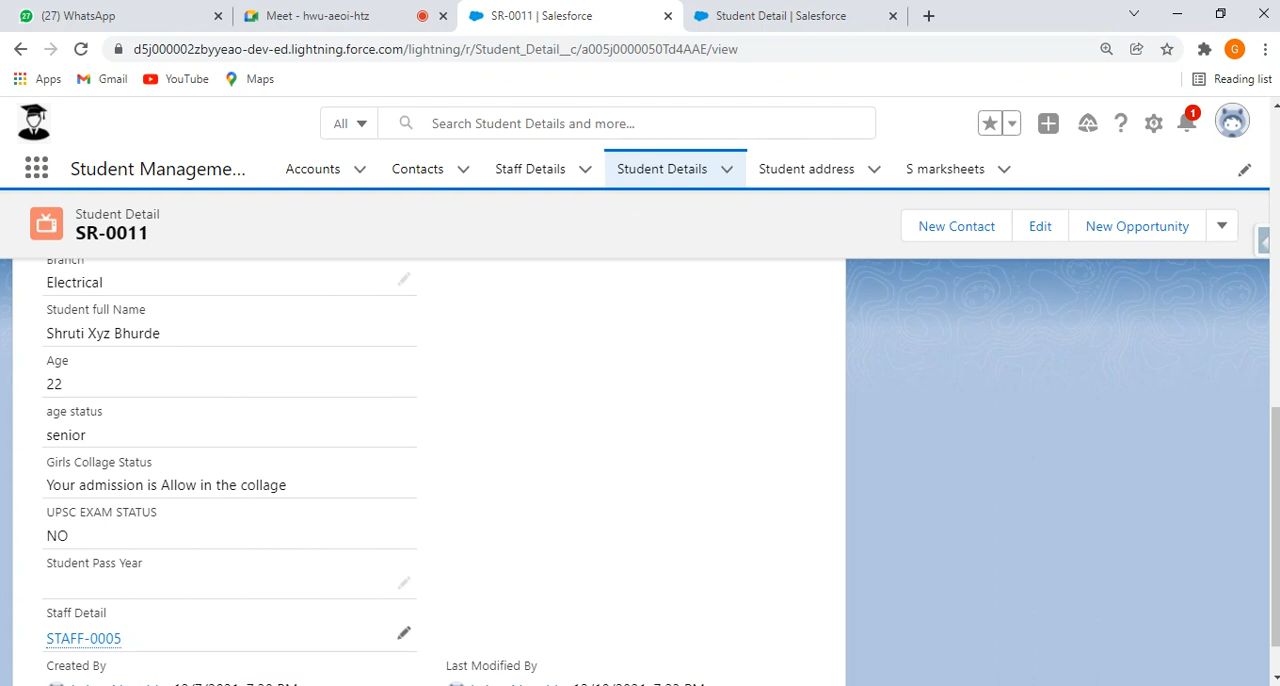 (27) WhatsApp
Meet - hwu-aeoi-htz
SR-0011 | Salesforce
Student Detail | Salesforce
d5j000002zbyyeao-dev-ed.lightning.force.com/lightning/r/Student_Detail__c/a005j0000050Td4AAE/view
G
Apps
Gmail
YouTube
Maps
Reading list
All
Search Student Details and more...
1
Student Manageme...
Accounts
Contacts
Staff Details
Student Details
Student address
S marksheets
Student Detail
SR-0011
New Contact
Edit
New Opportunity
Branch
Electrical
Student full Name
Shruti Xyz Bhurde
Age
22
age status
senior
Girls Collage Status
Your admission is Allow in the collage
UPSC EXAM STATUS
NO
Student Pass Year
Staff Detail
STAFF-0005
Created By
Last Modified By